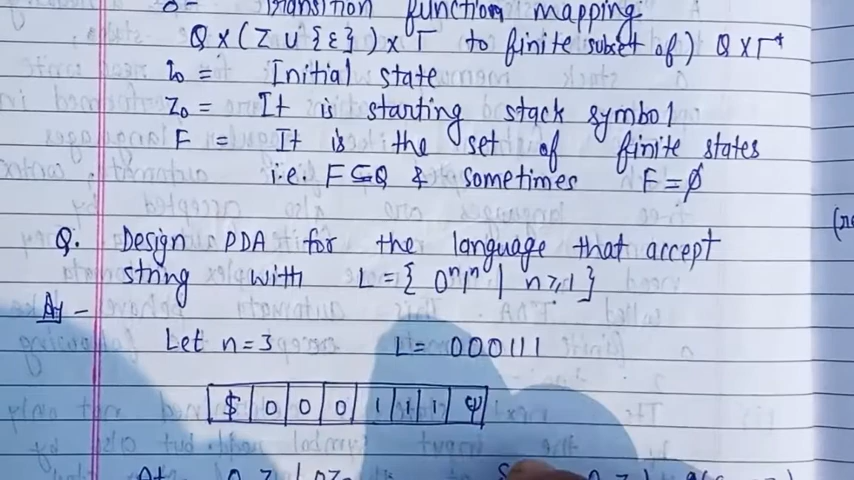 Transition function mapping
Q × (Z ∪ {ε}) × Γ to finite subset of) Q × Γ*
q₀ = Initial state
Z₀ = It is starting stack symbol
F = It is the set of finite states
i.e. F ⊆ Q & sometimes F = ∅
Q. Design PDA for the language that accept
string with L = { 0ⁿ1ⁿ | n ≥ 1 }
Let n = 3 L = 000111
$ 0 0 0 1 1 1 Ψ